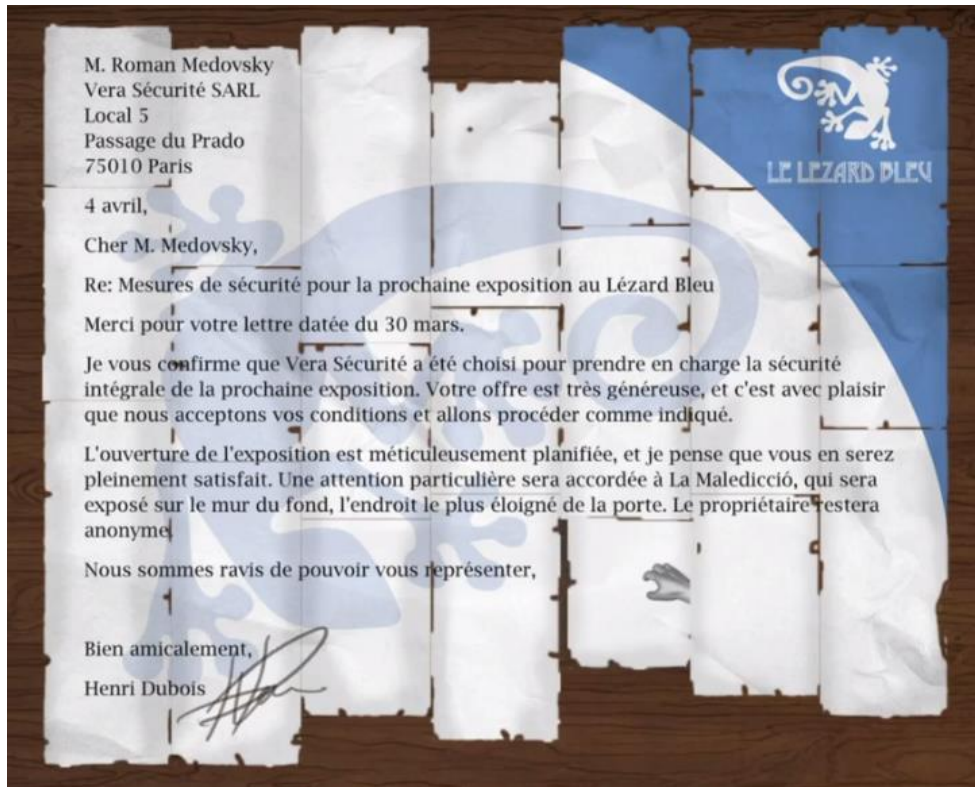 M. Roman Medovsky
Vera Sécurité SARL
Local 5
Passage du Prado
75010 Paris
LE LEZARD BLEU
4 avril,
Cher M. Medovsky,
Re: Mesures de sécurité pour la prochaine exposition au Lézard Bleu
Merci pour votre lettre datée du 30 mars.
Je vous confirme que Vera Sécurité a été choisi pour prendre en charge la sécurité
intégrale de la prochaine exposition. Votre offre est très généreuse, et c'est avec plaisir
que nous acceptons vos conditions et allons procéder comme indiqué.
L'ouverture de l'exposition est méticuleusement planifiée, et je pense que vous en serez
pleinement satisfait. Une attention particulière sera accordée à La Maledicció, qui sera
exposé sur le mur du fond, l'endroit le plus éloigné de la porte. Le propriétaire restera
anonyme.
Nous sommes ravis de pouvoir vous représenter,
Bien amicalement,
Henri Dubois